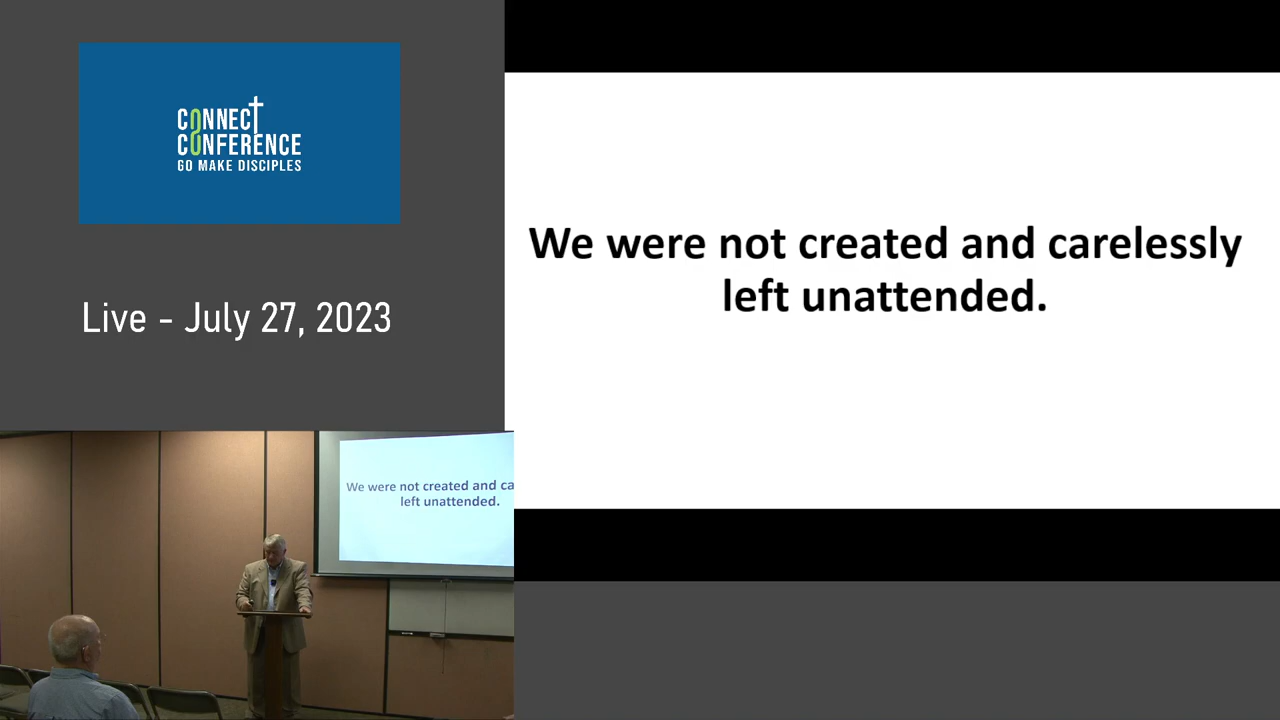 CONNECT
CONFERENCE
GO MAKE DISCIPLES
Live - July 27, 2023
We were not created and carelessly
left unattended.
We were not created and ca
left unattended.